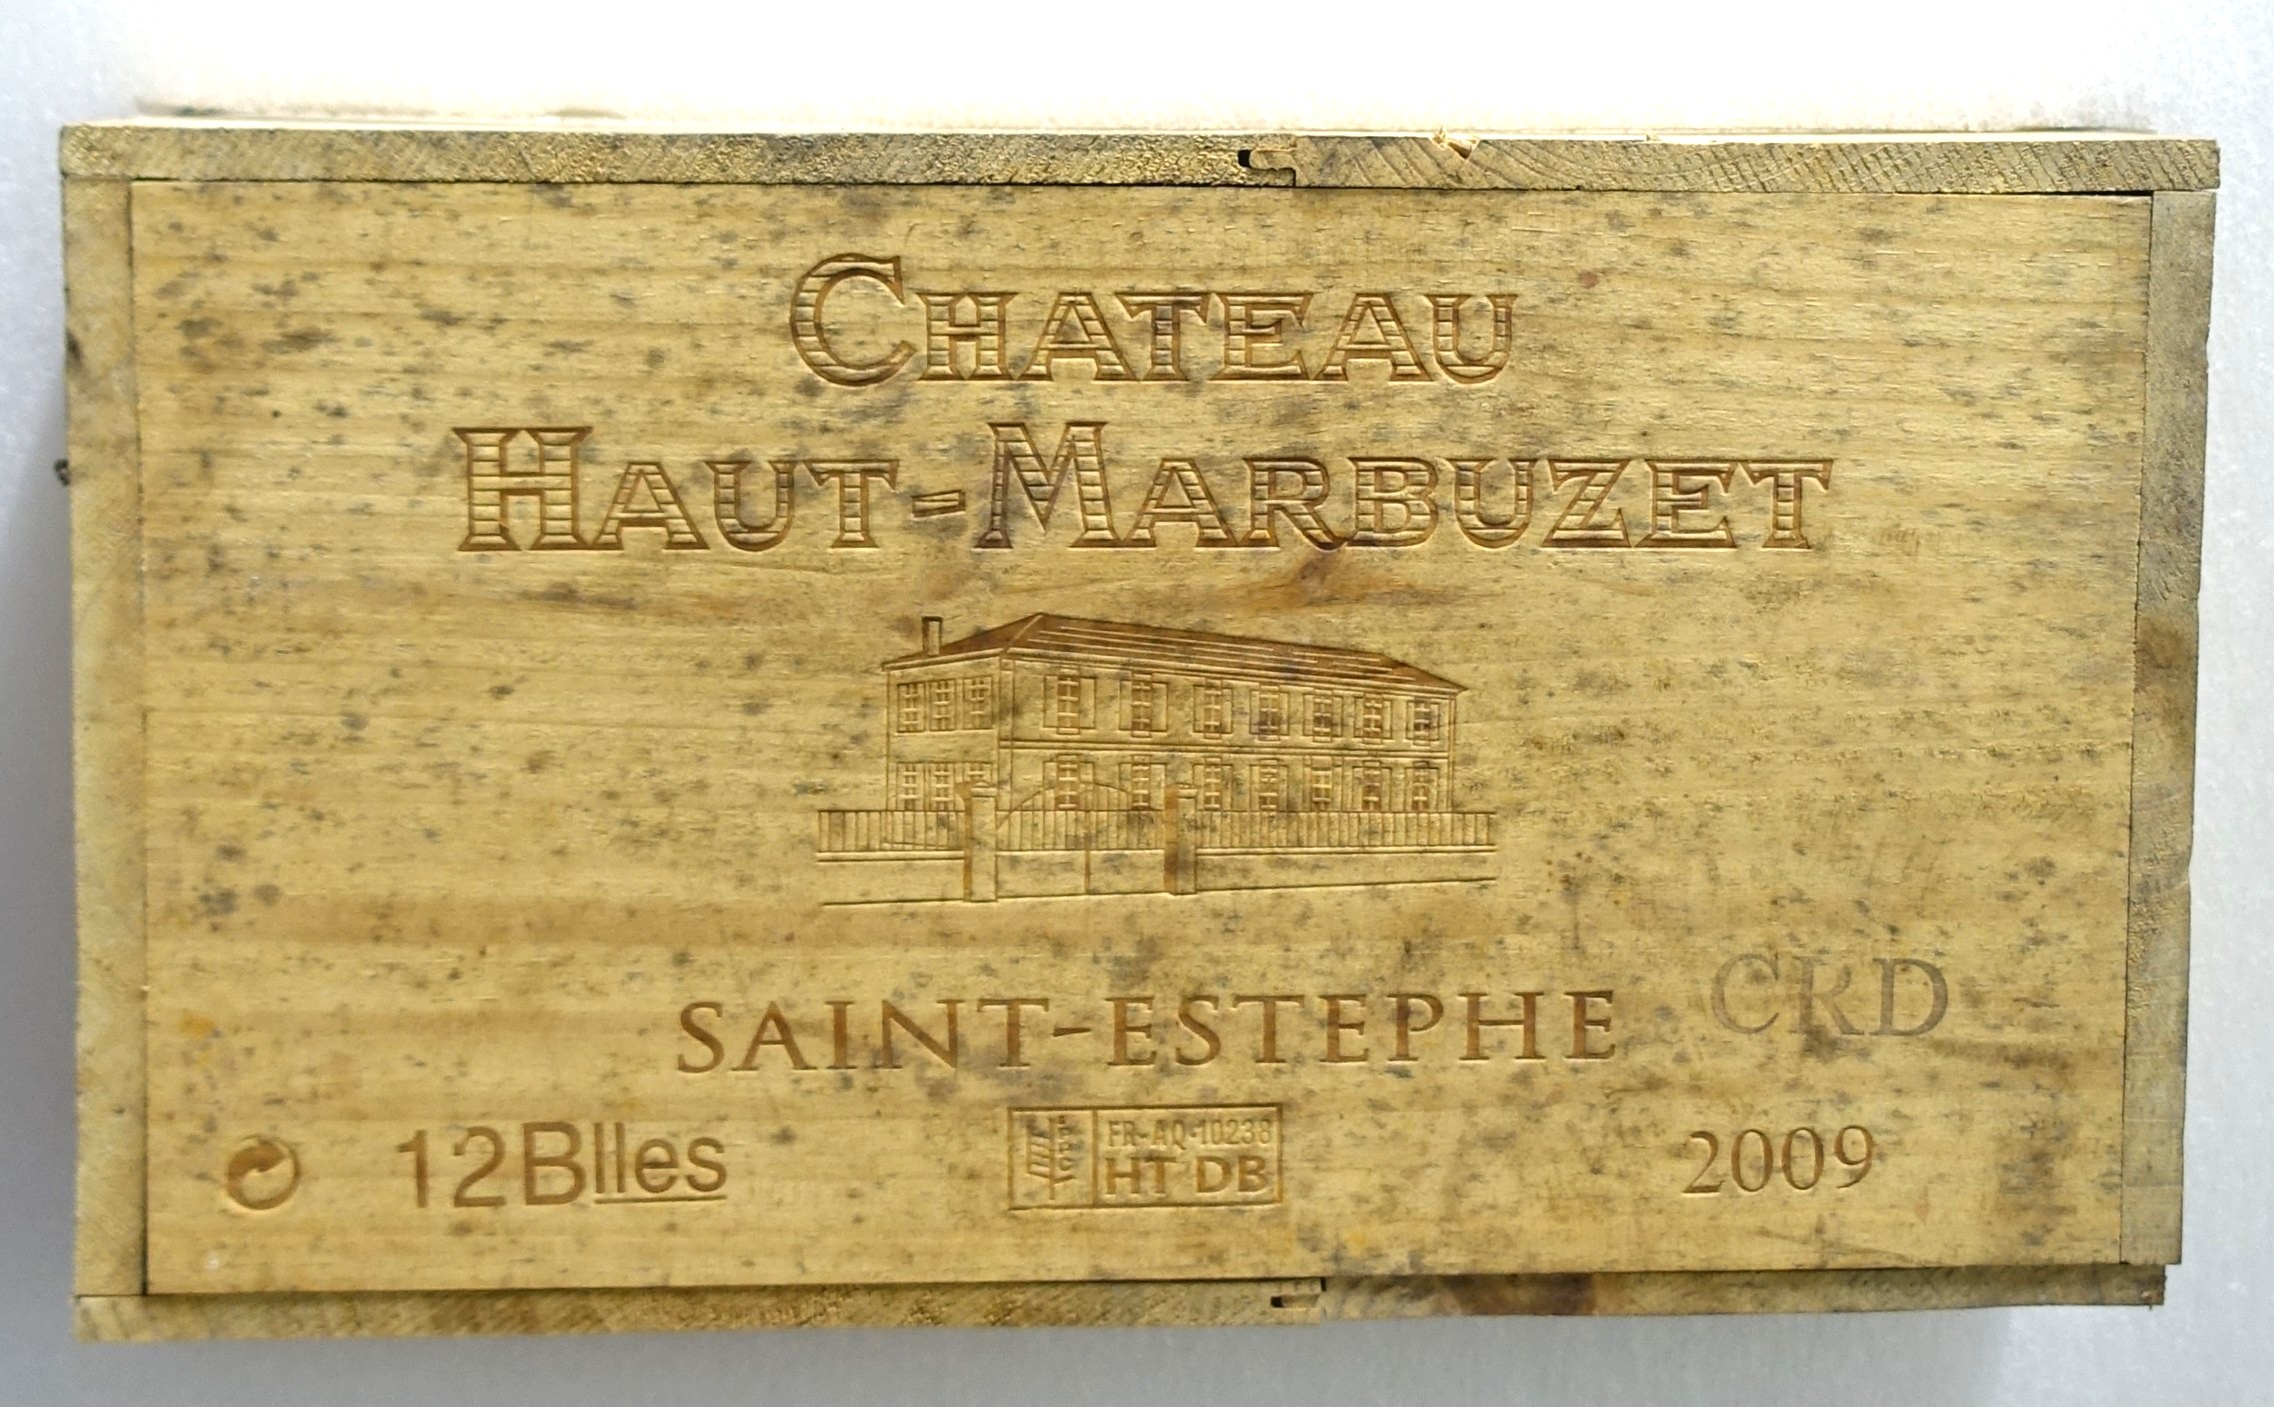 CHATEAU
HAUT-MARBUZET
SAINT-ESTEPHE
CRD
12Blles
FR-AQ-10238
HT DB
2009